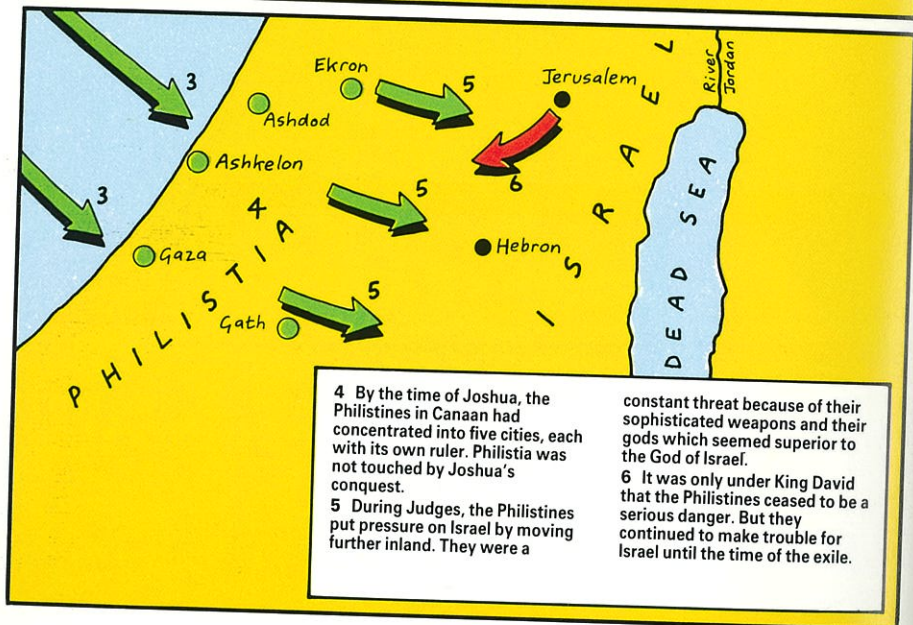 3
Ekron
5
Jerusalem
River
Jordan
Ashdod
Ashkelon
3
4
5
6
Hebron
Gaza
5
Gath
PHILISTIA
ISRAEL
DEAD SEA
4 By the time of Joshua, the
Philistines in Canaan had
concentrated into five cities, each
with its own ruler. Philistia was
not touched by Joshua's
conquest.
5 During Judges, the Philistines
put pressure on Israel by moving
further inland. They were a
constant threat because of their
sophisticated weapons and their
gods which seemed superior to
the God of Israel.
6 It was only under King David
that the Philistines ceased to be a
serious danger. But they
continued to make trouble for
Israel until the time of the exile.